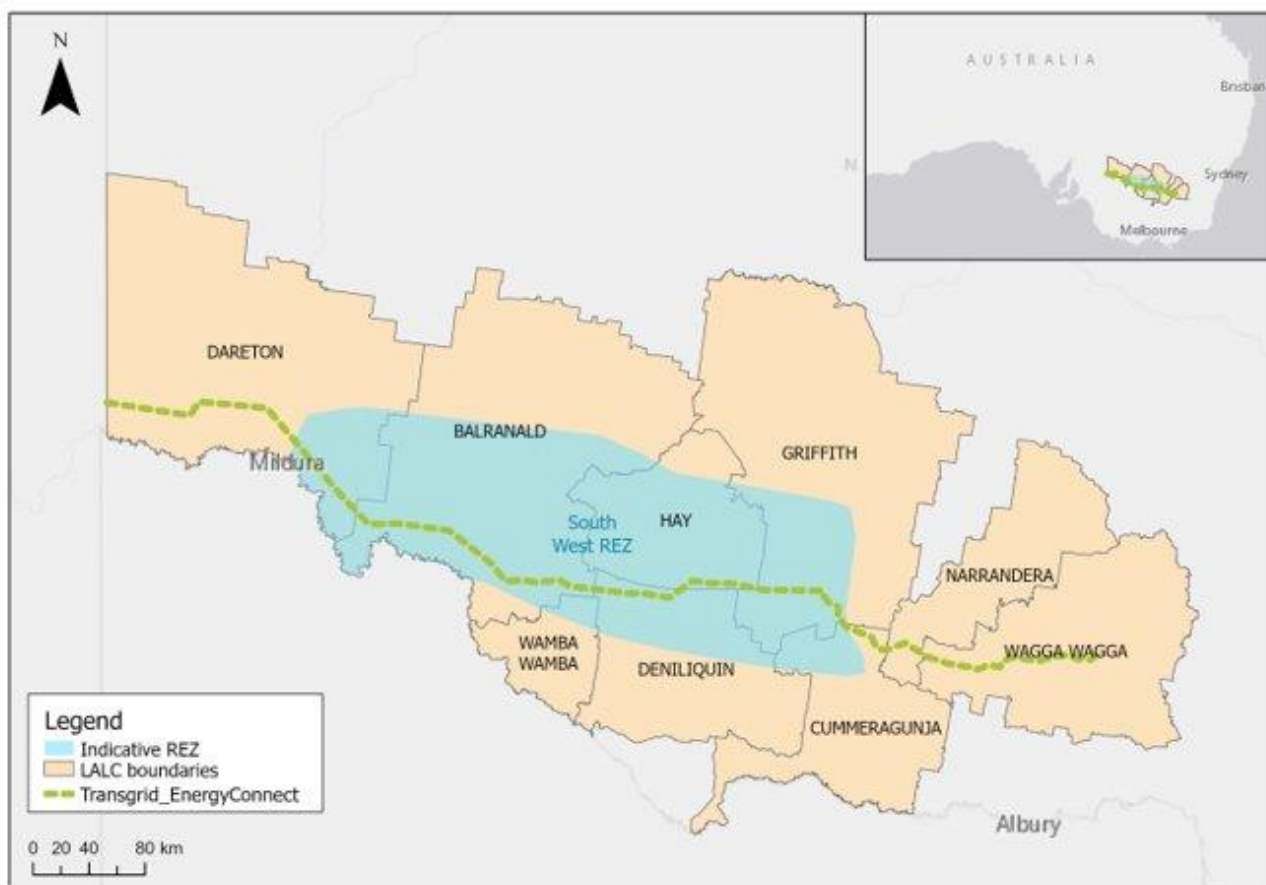 N
AUSTRALIA
Brisban
N
Sydney
Melbourne
DARETON
BALRANALD
GRIFFITH
Mildura
HAY
South
West REZ
NARRANDERA
WAMBA
WAMBA
DENILIQUIN
WAGGA WAGGA
CUMMERAGUNJA
Albury
Legend
Indicative REZ
LALC boundaries
Transgrid_EnergyConnect
0 20 40 80 km